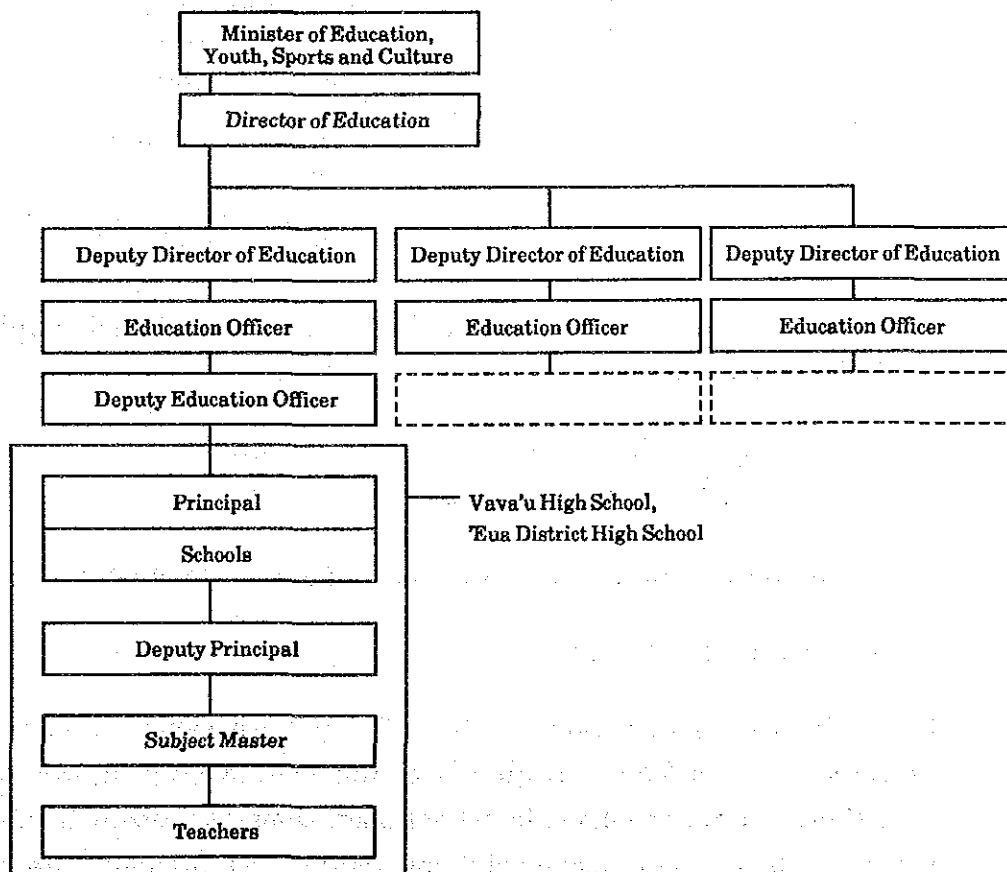 Minister of Education,
Youth, Sports and Culture
Director of Education
Deputy Director of Education
Deputy Director of Education
Deputy Director of Education
Education Officer
Education Officer
Education Officer
Deputy Education Officer
Principal
Schools
Vava'u High School,
'Eua District High School
Deputy Principal
Subject Master
Teachers